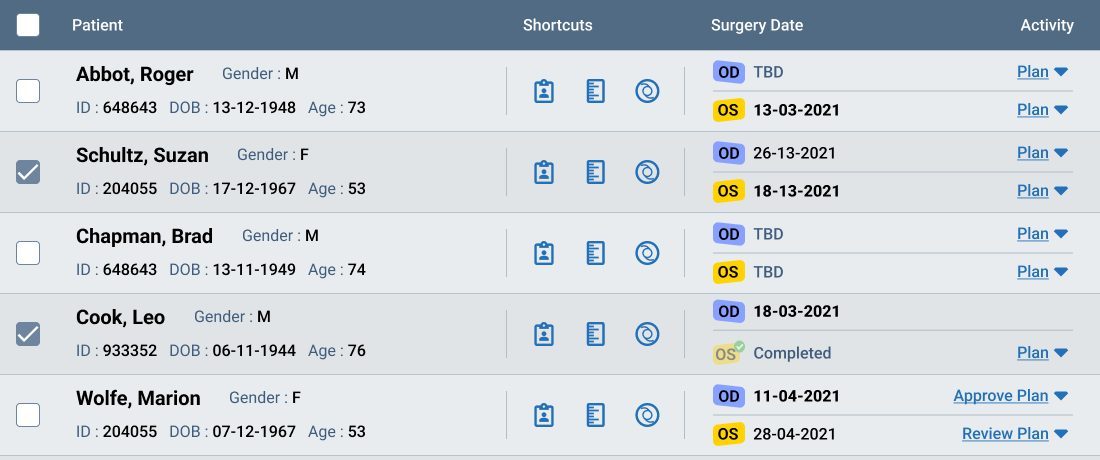 Patient Shortcuts Surgery Date Activity
Abbot, Roger Gender : M
OD TBD Plan
ID : 648643 DOB : 13-12-1948 Age : 73
OS 13-03-2021 Plan
Schultz, Suzan Gender : F
OD 26-13-2021 Plan
ID : 204055 DOB : 17-12-1967 Age : 53
OS 18-13-2021 Plan
Chapman, Brad Gender : M
OD TBD Plan
ID : 648643 DOB : 13-11-1949 Age : 74
OS TBD Plan
Cook, Leo Gender : M
OD 18-03-2021
ID : 933352 DOB : 06-11-1944 Age : 76
OS Completed Plan
Wolfe, Marion Gender : F
OD 11-04-2021 Approve Plan
ID : 204055 DOB : 07-12-1967 Age : 53
OS 28-04-2021 Review Plan